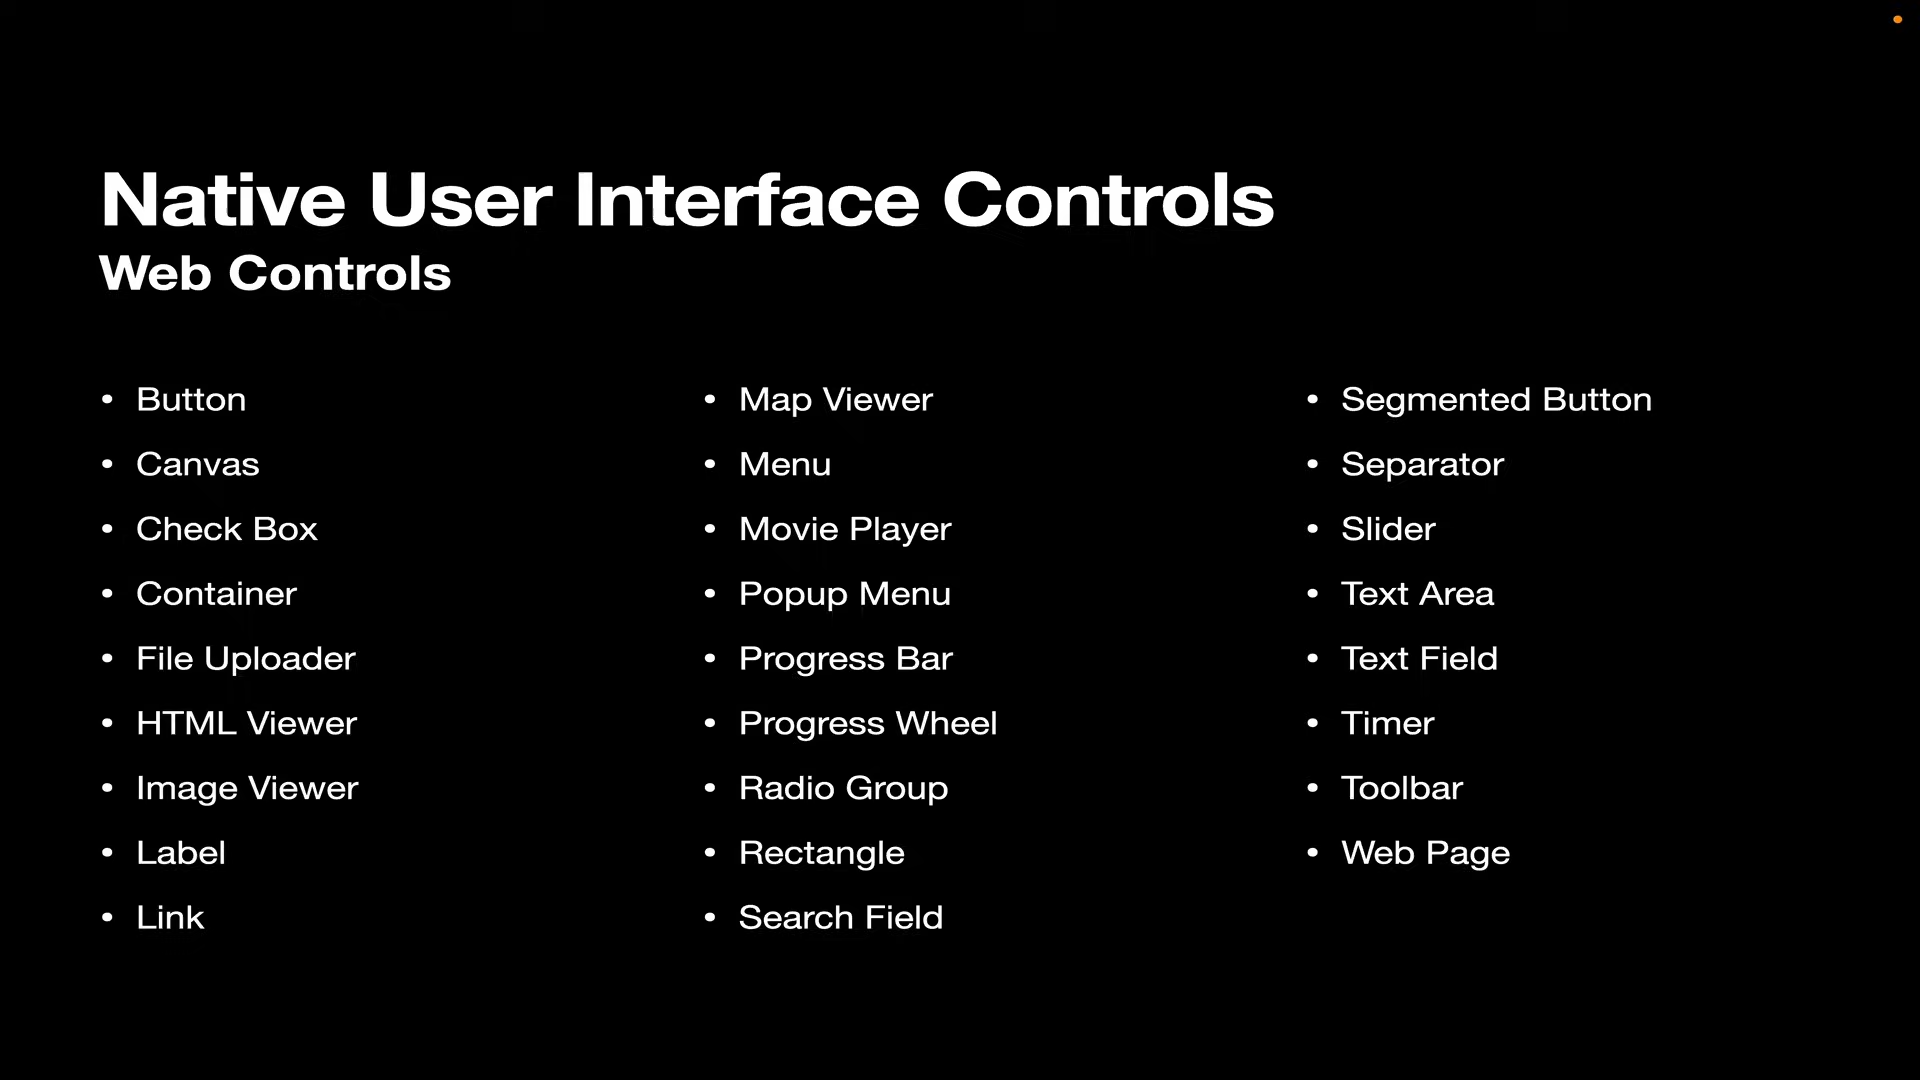 Native User Interface Controls
Web Controls
• Button
• Canvas
• Check Box
• Container
• File Uploader
• HTML Viewer
• Image Viewer
• Label
• Link
• Map Viewer
• Menu
• Movie Player
• Popup Menu
• Progress Bar
• Progress Wheel
• Radio Group
• Rectangle
• Search Field
• Segmented Button
• Separator
• Slider
• Text Area
• Text Field
• Timer
• Toolbar
• Web Page